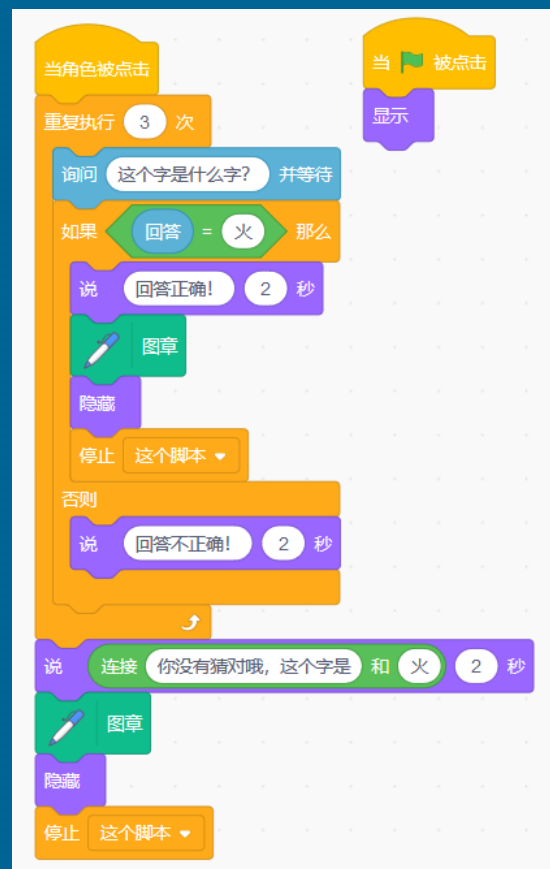 当角色被点击
重复执行 3 次
询问 这个字是什么字? 并等待
如果 回答 = 火 那么
说 回答正确! 2 秒
图章
隐藏
停止 这个脚本
否则
说 回答不正确! 2 秒
说 连接 你没有猜对哦，这个字是 和 火 2 秒
图章
隐藏
停止 这个脚本
当 被点击
显示